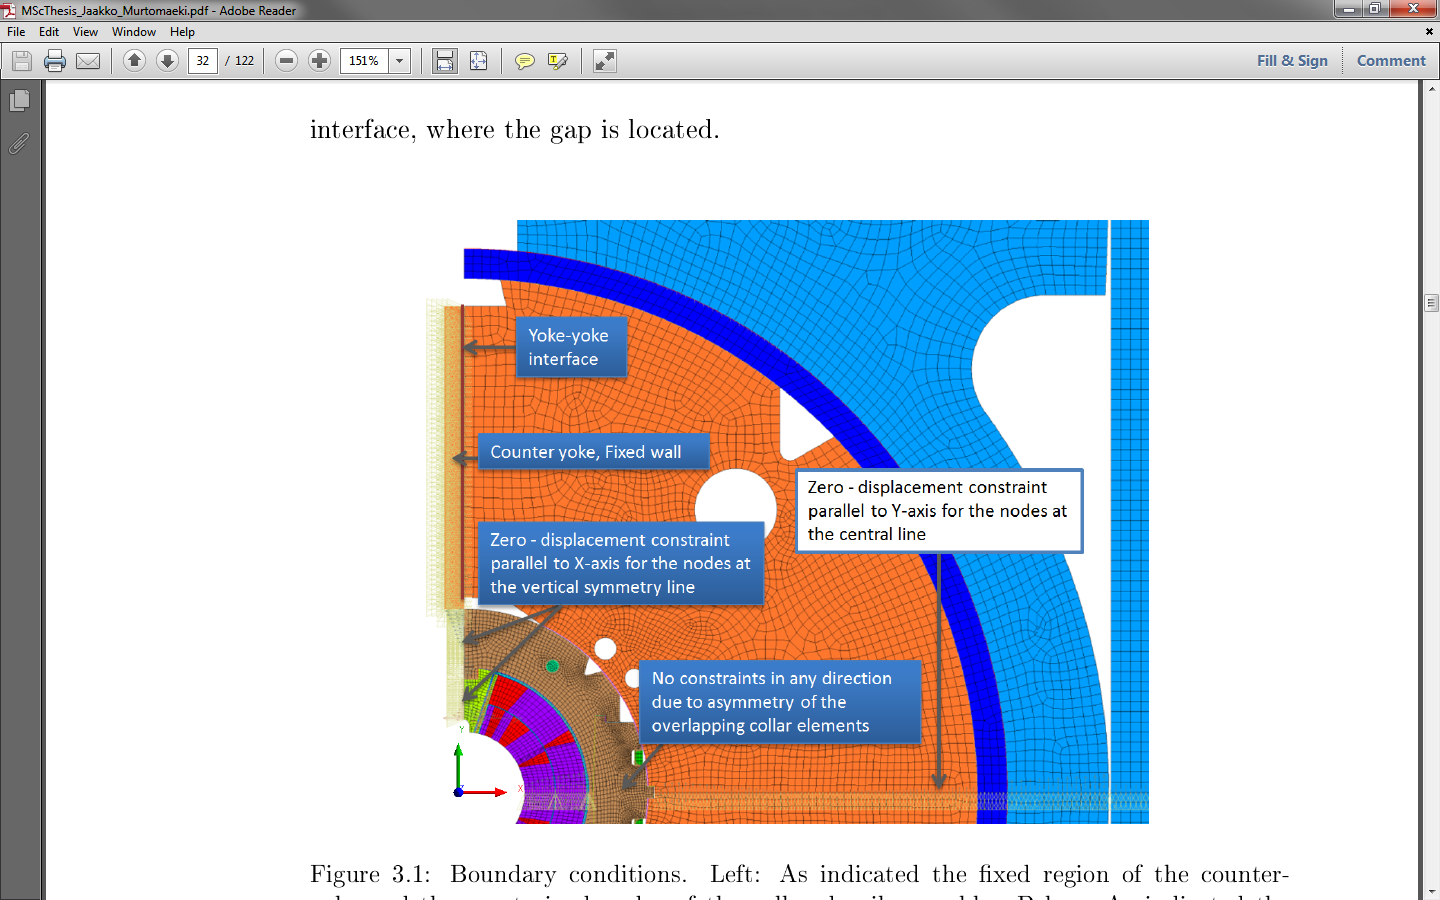 MScThesis_Jaakko_Murtomaeki.pdf - Adobe Reader
File Edit View Window Help
32 / 122 151% Fill & Sign Comment
interface, where the gap is located.
Yoke-yoke
interface
Counter yoke, Fixed wall
Zero - displacement constraint
parallel to Y-axis for the nodes at
the central line
Zero - displacement constraint
parallel to X-axis for the nodes at
the vertical symmetry line
No constraints in any direction
due to asymmetry of the
overlapping collar elements
Y
X
Figure 3.1: Boundary conditions. Left: As indicated the fixed region of the counter-